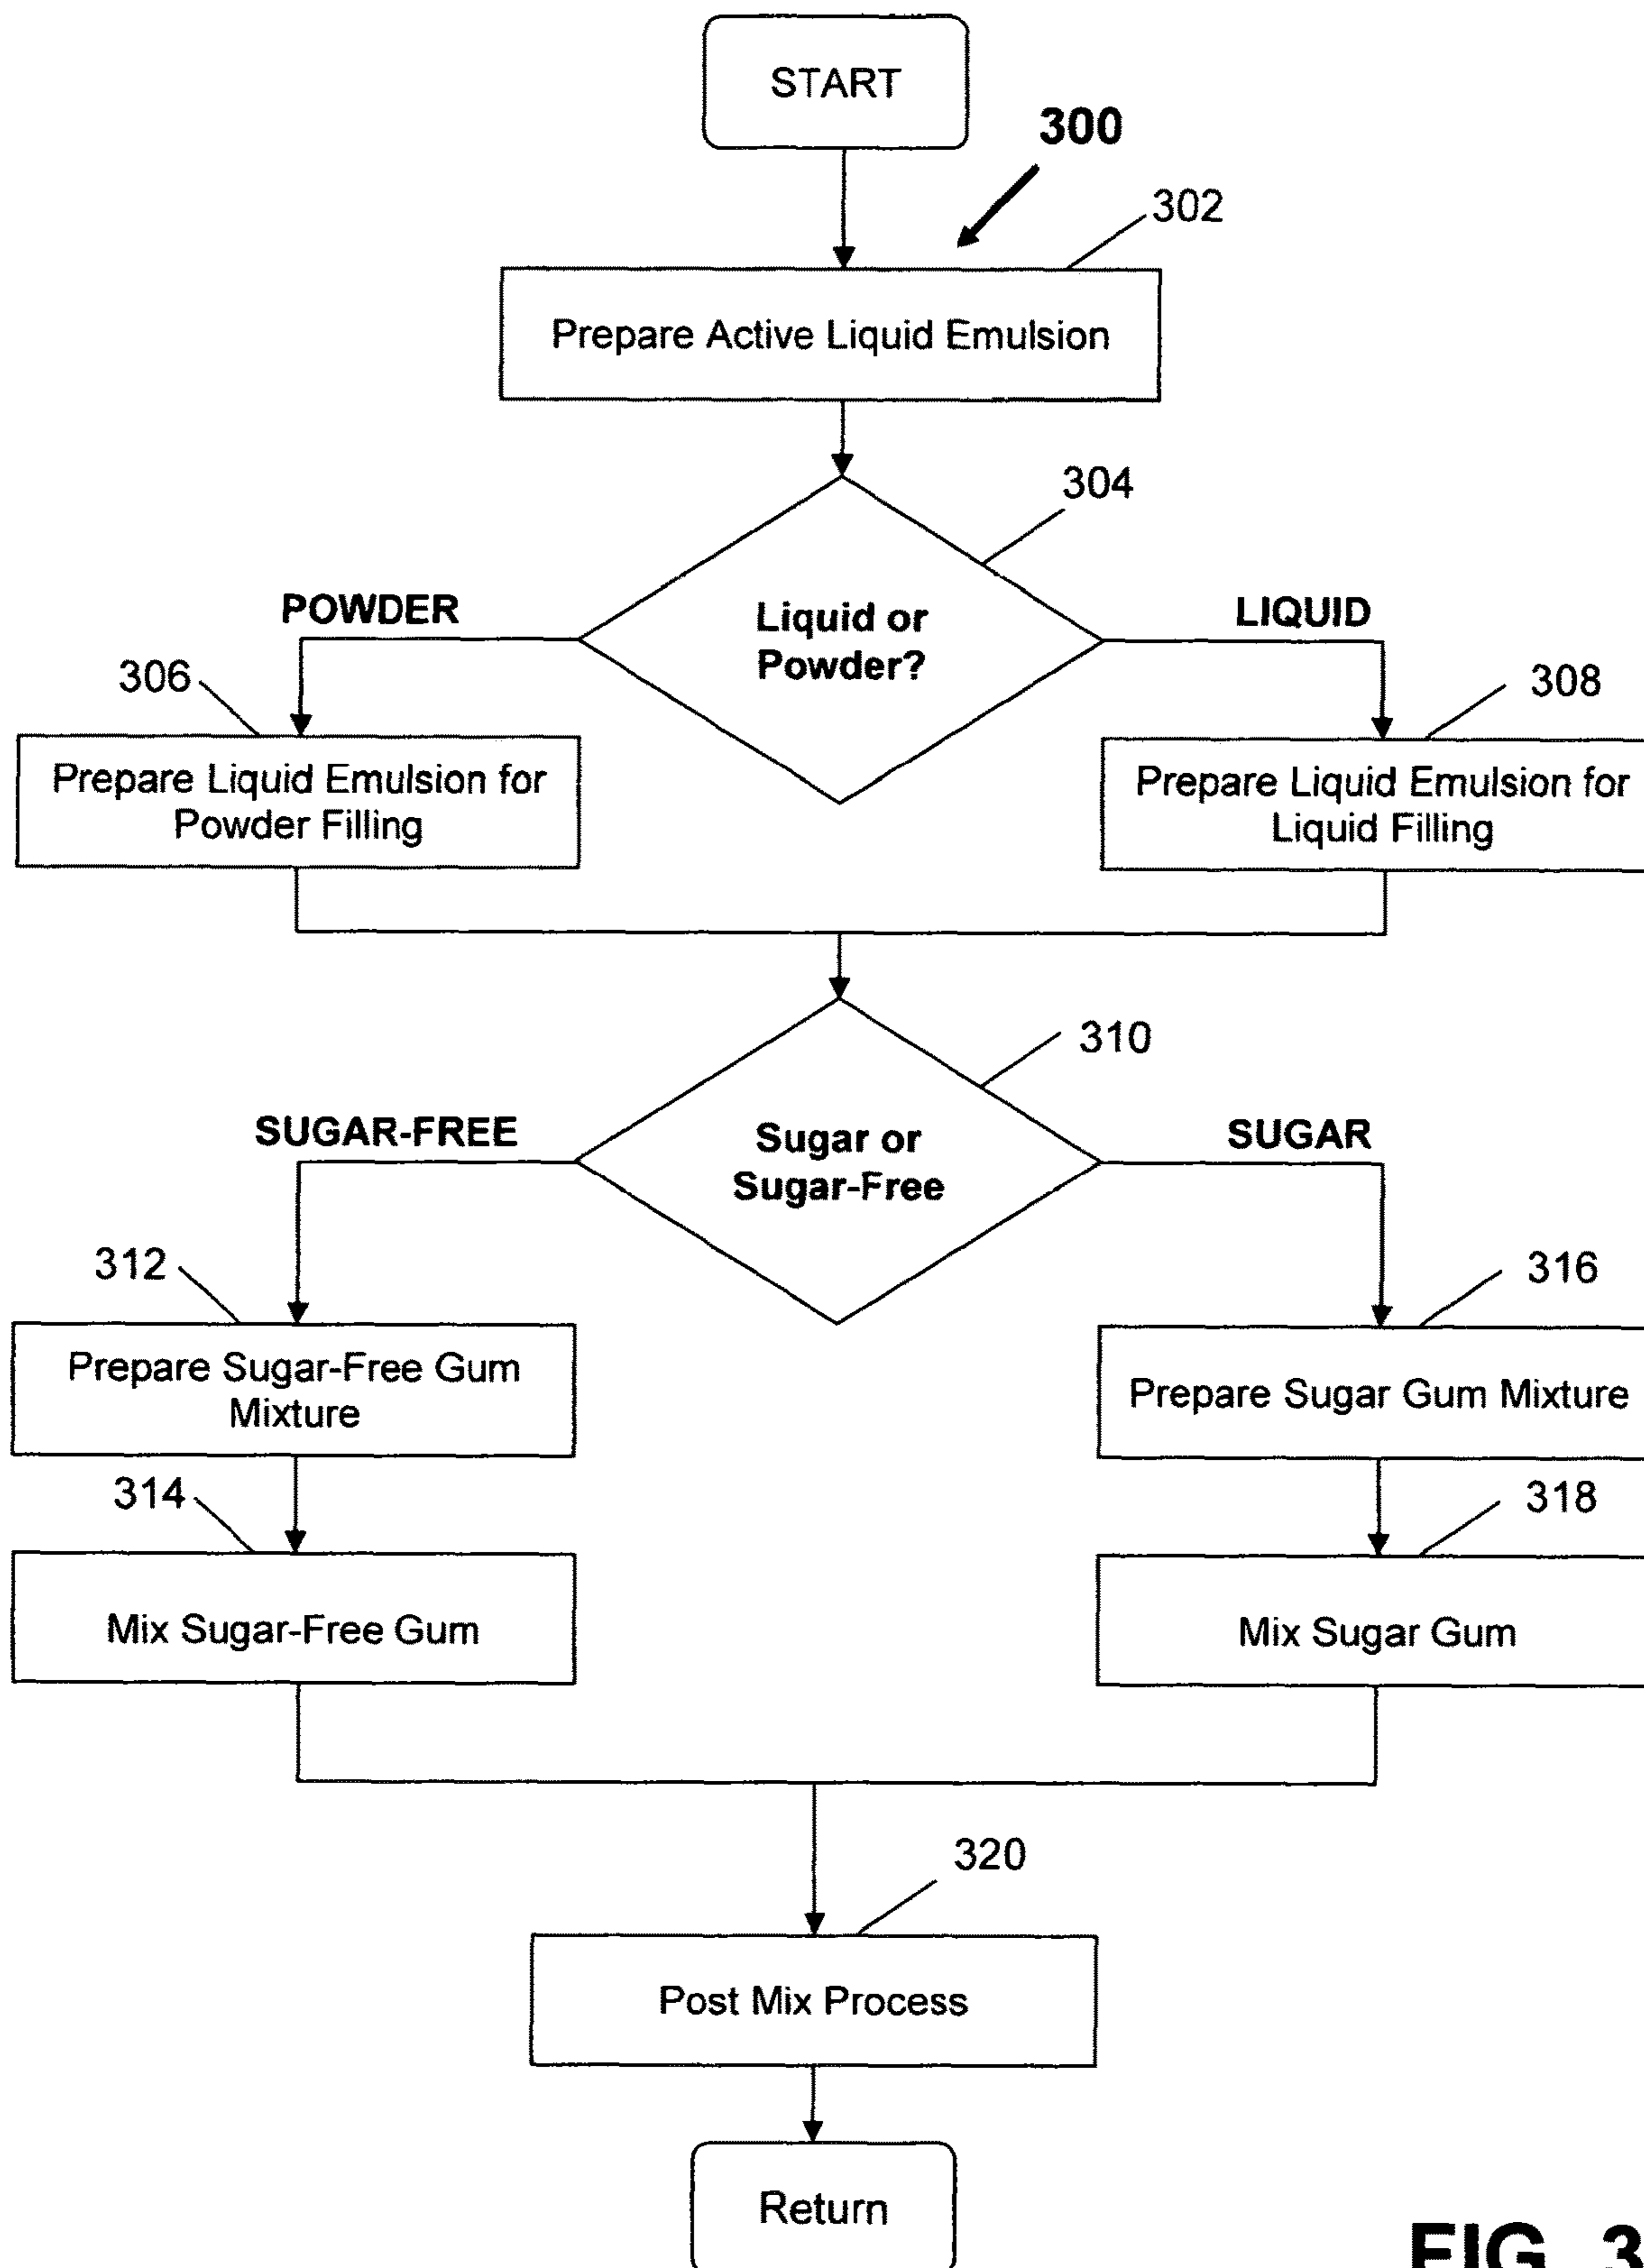 START
300
302
Prepare Active Liquid Emulsion
304
POWDER
Liquid or
Powder?
LIQUID
306
308
Prepare Liquid Emulsion for
Powder Filling
Prepare Liquid Emulsion for
Liquid Filling
310
SUGAR-FREE
Sugar or
Sugar-Free
SUGAR
312
316
Prepare Sugar-Free Gum
Mixture
Prepare Sugar Gum Mixture
314
318
Mix Sugar-Free Gum
Mix Sugar Gum
320
Post Mix Process
Return
FIG. 3